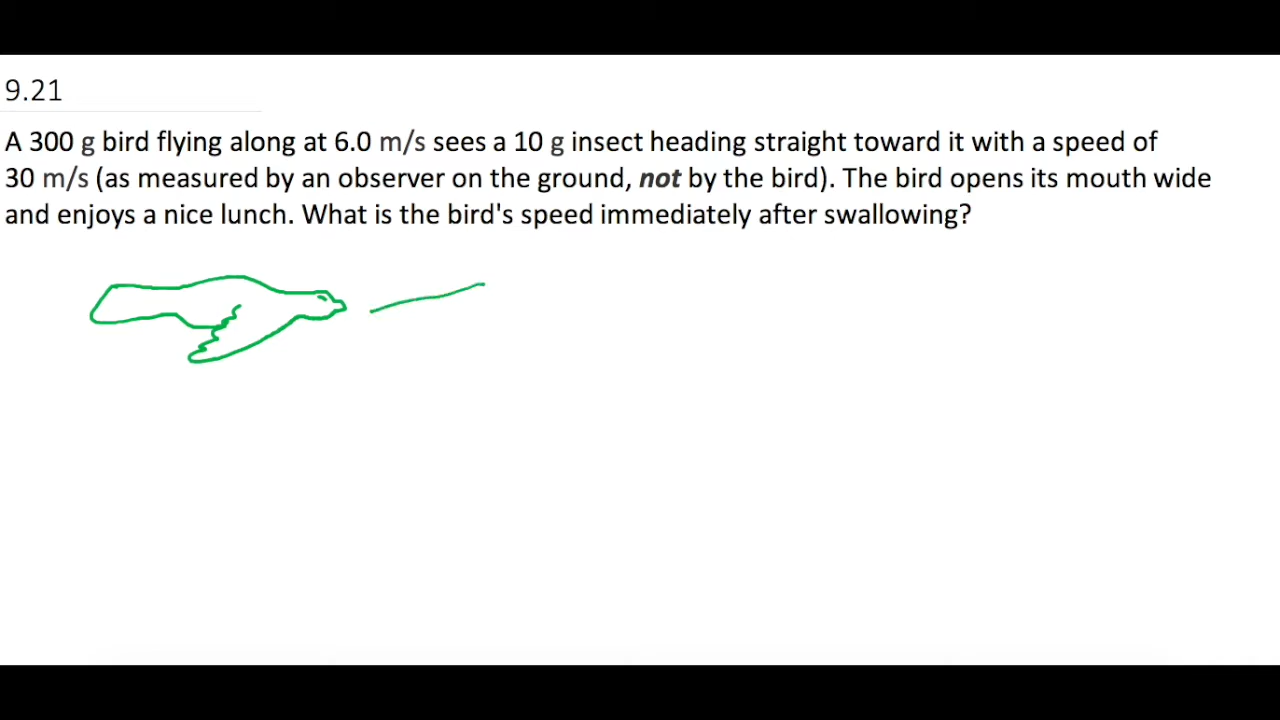 9.21
A 300 g bird flying along at 6.0 m/s sees a 10 g insect heading straight toward it with a speed of
30 m/s (as measured by an observer on the ground, not by the bird). The bird opens its mouth wide
and enjoys a nice lunch. What is the bird's speed immediately after swallowing?